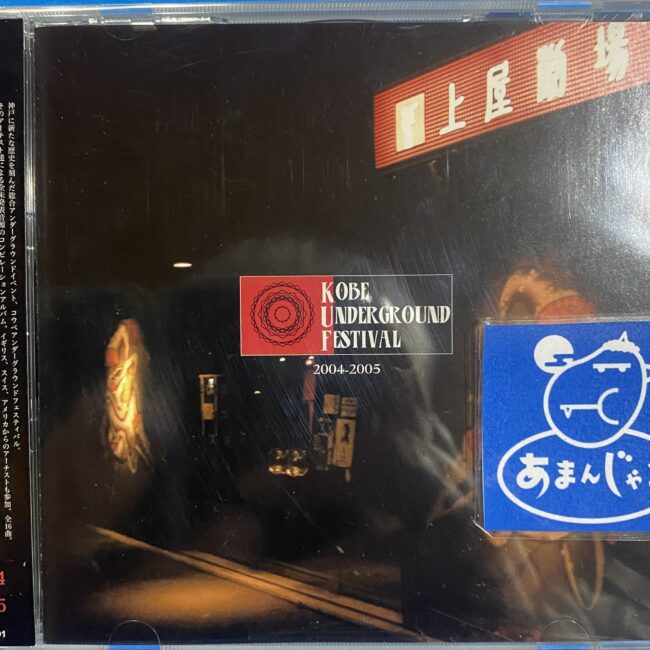 神戸に新たな歴史を刻んだ総合アンダーグラウンドイベント、コウベアンダーグラウンドフェスティバル。
そのアーティスト達による全未発表音源のコンピレーションアルバム。イギリス、スイス、アメリカからのアーティストも参加。全16曲。
上屋劇場
KOBE
UNDERGROUND
FESTIVAL
2004-2005
あまんじゃ
4
5
01